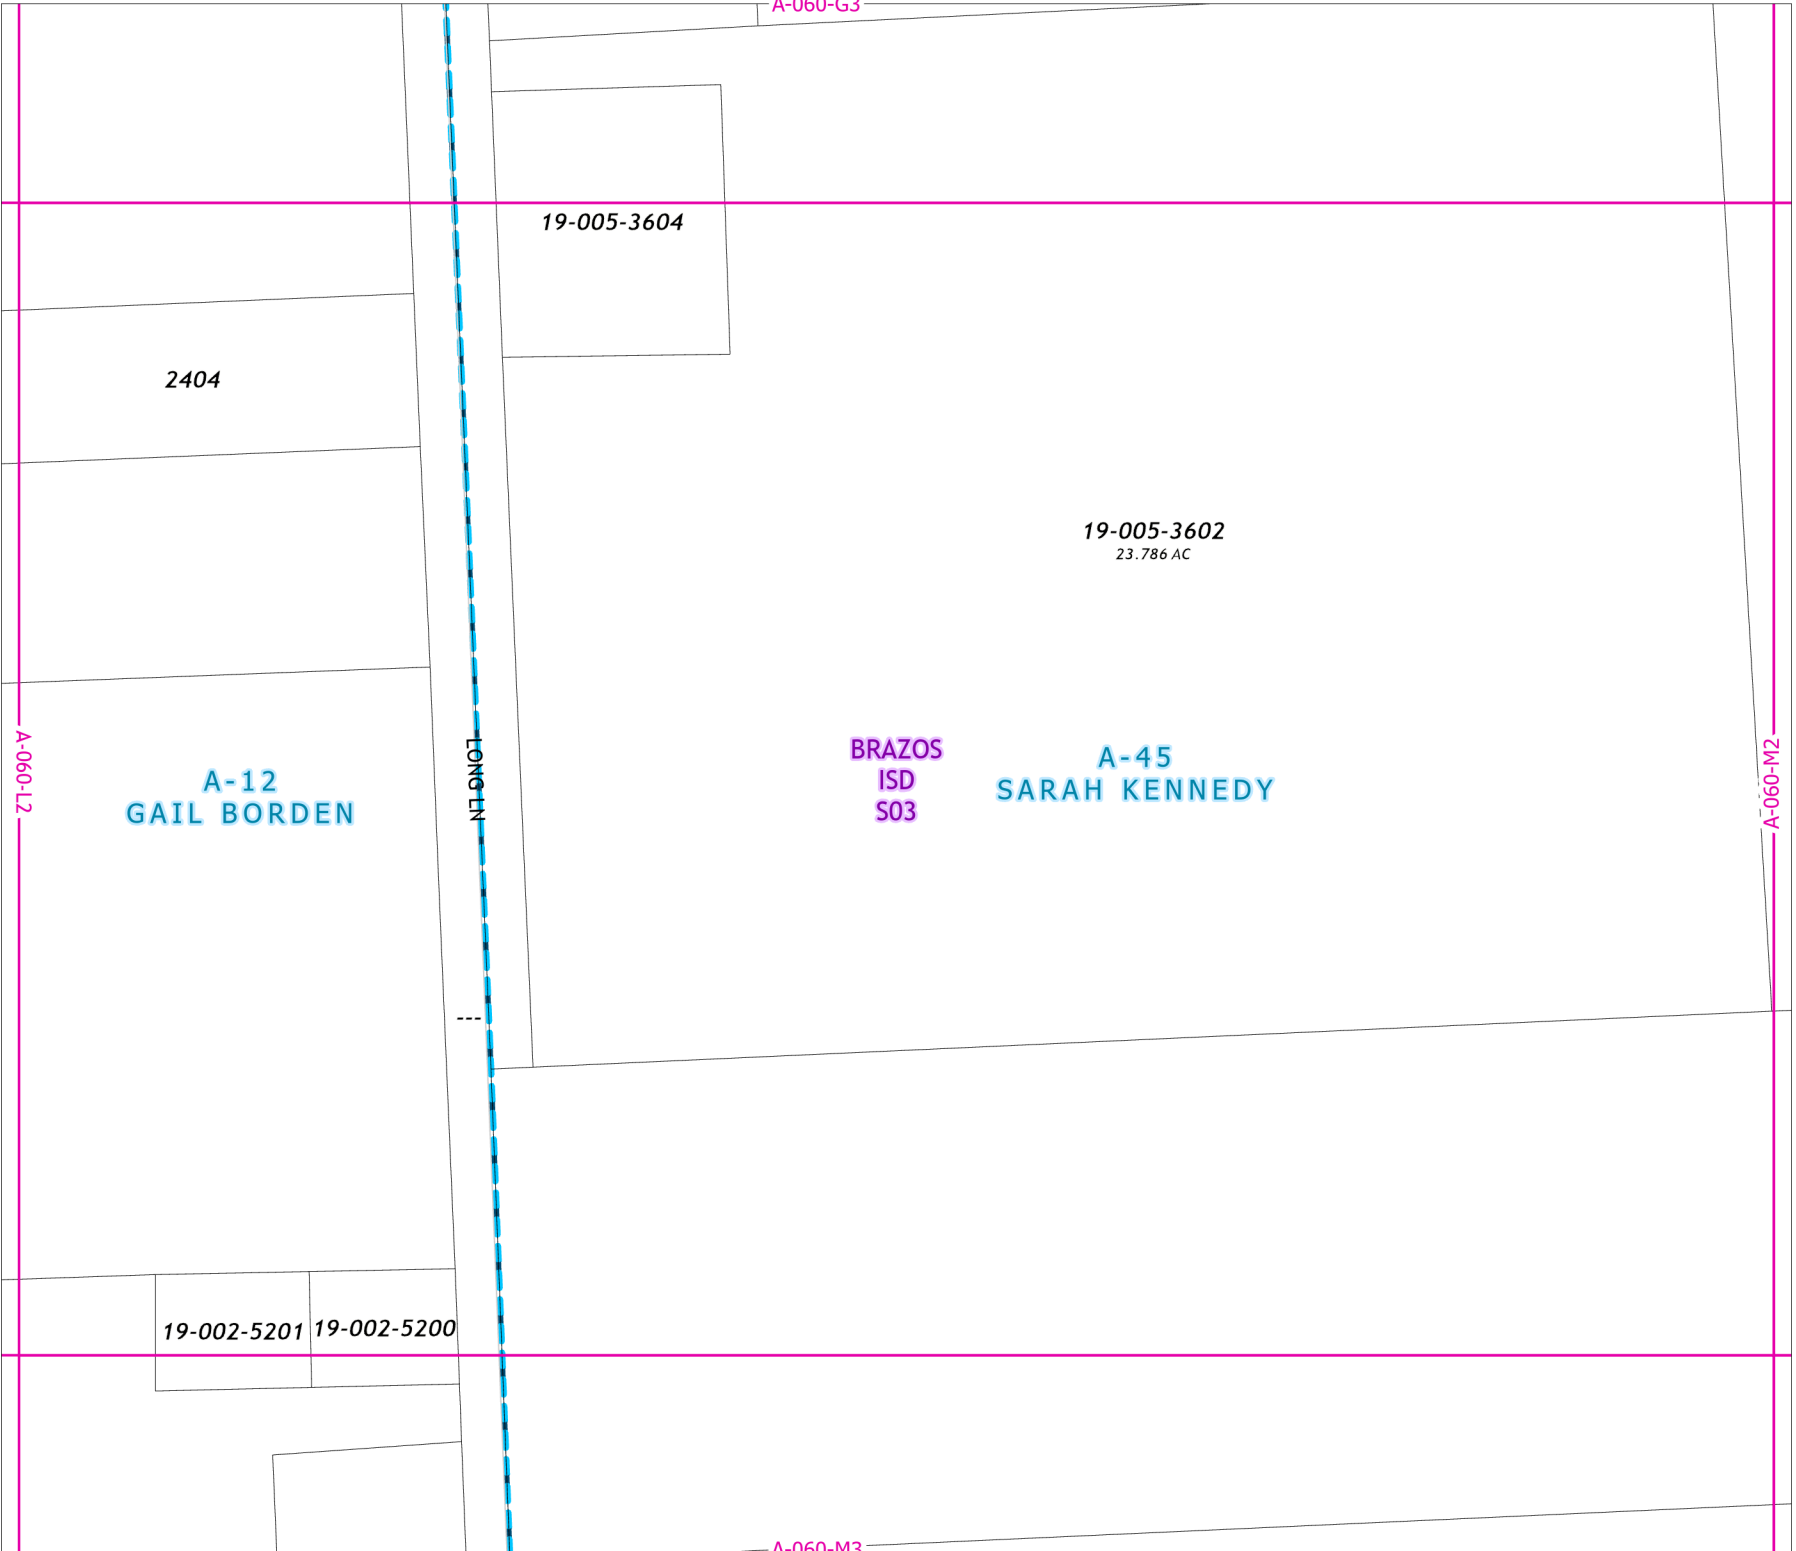 A-060-G3
19-005-3604
2404
19-005-3602
23.786 AC
A-060-L2
LONG LN
BRAZOS
ISD
S03
A-45
SARAH KENNEDY
A-060-M2
A-12
GAIL BORDEN
---
19-002-5201
19-002-5200
A-060-M3